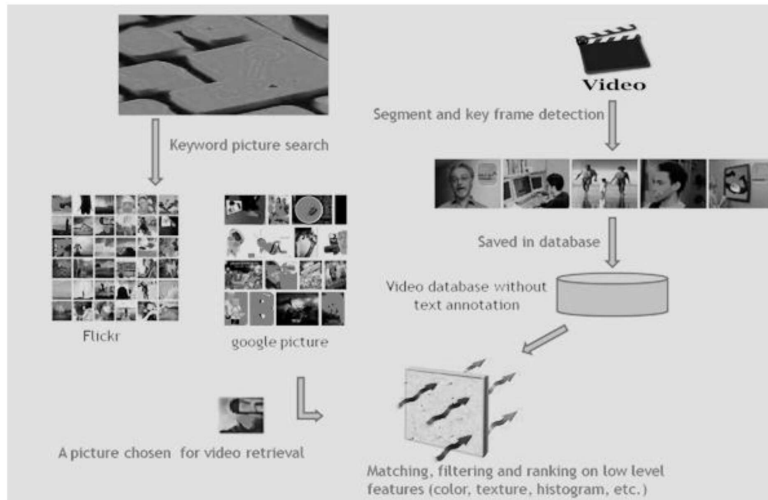 Keyword picture search
Flickr
google picture
A picture chosen for video retrieval
Video
Segment and key frame detection
Saved in database
Video database without
text annotation
Matching, filtering and ranking on low level
features (color, texture, histogram, etc.)